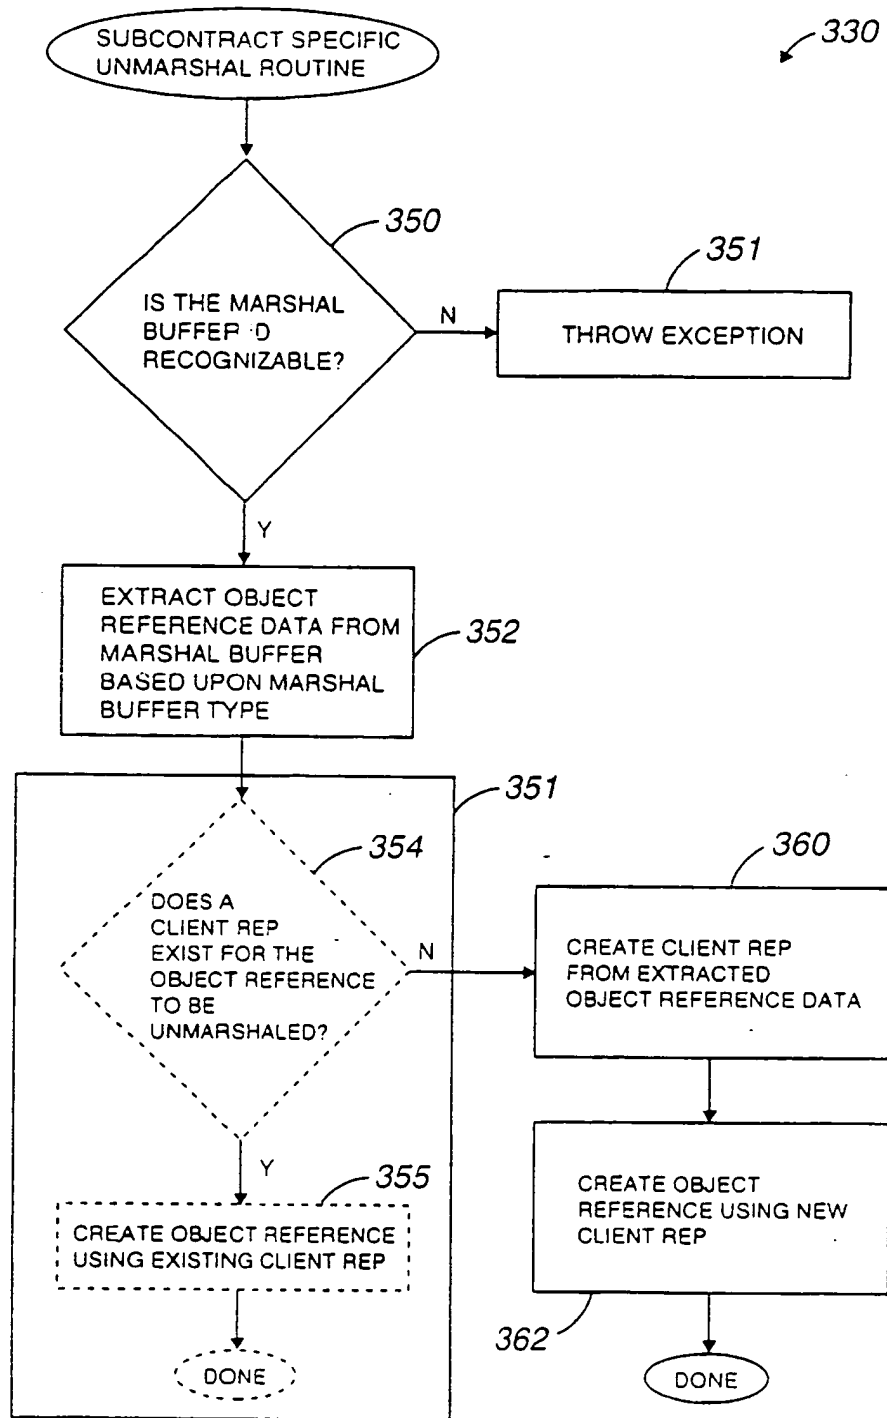 SUBCONTRACT SPECIFIC
UNMARSHAL ROUTINE
330
350
IS THE MARSHAL
BUFFER ID
RECOGNIZABLE?
N
351
THROW EXCEPTION
Y
EXTRACT OBJECT
REFERENCE DATA FROM
MARSHAL BUFFER
BASED UPON MARSHAL
BUFFER TYPE
352
351
354
DOES A
CLIENT REP
EXIST FOR THE
OBJECT REFERENCE
TO BE
UNMARSHALED?
N
360
CREATE CLIENT REP
FROM EXTRACTED
OBJECT REFERENCE DATA
Y
355
CREATE OBJECT REFERENCE
USING EXISTING CLIENT REP
CREATE OBJECT
REFERENCE USING NEW
CLIENT REP
362
DONE
DONE